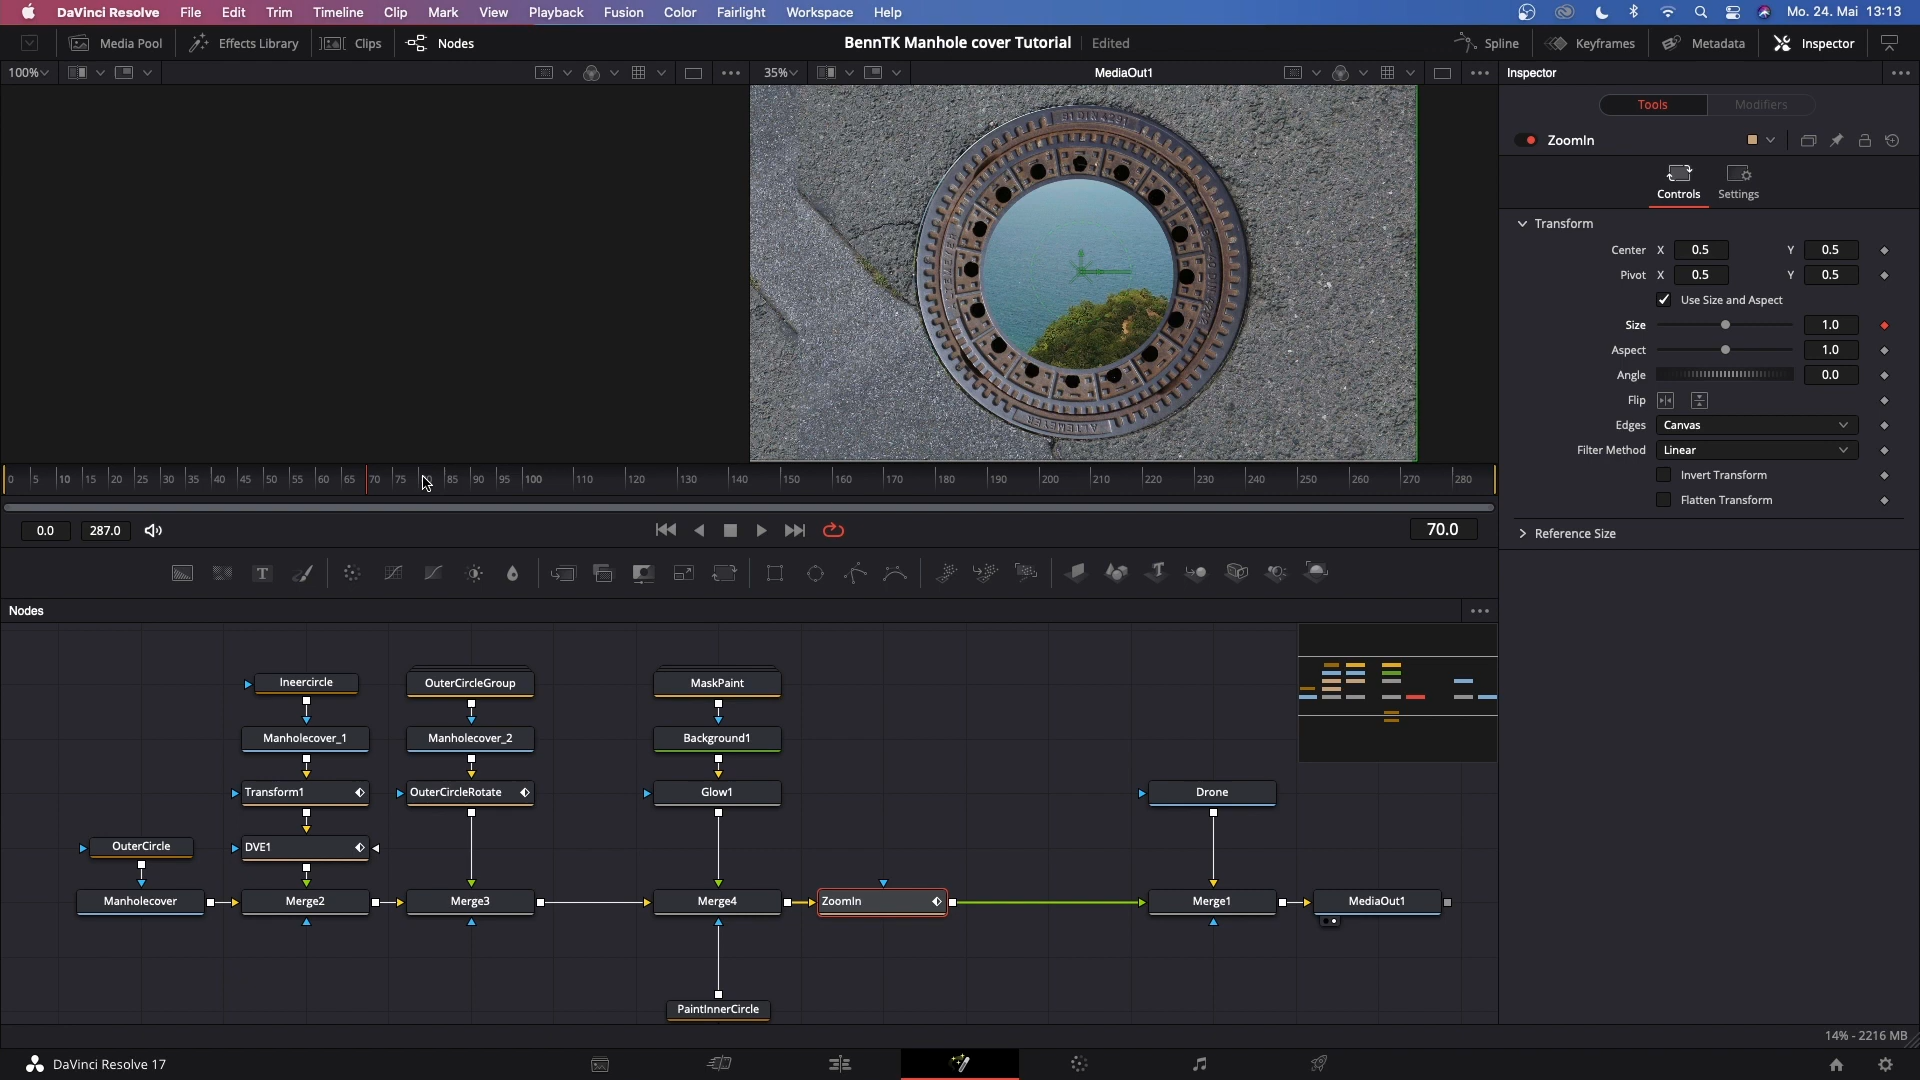 DaVinci Resolve File Edit Trim Timeline Clip Mark View Playback Fusion Color Fairlight Workspace Help Mo. 24. Mai 13:13
Media Pool Effects Library Clips Nodes BennTK Manhole cover Tutorial Edited Spline Keyframes Metadata Inspector
100% 35% MediaOut1 Inspector
Tools Modifiers
ZoomIn
Controls Settings
Transform
Center X 0.5 Y 0.5
Pivot X 0.5 Y 0.5
Use Size and Aspect
Size 1.0
Aspect 1.0
Angle 0.0
Flip
Edges Canvas
Filter Method Linear
Invert Transform
Flatten Transform
Reference Size
ALTEMEYER
0 5 10 15 20 25 30 35 40 45 50 55 60 65 70 75 85 90 95 100 110 120 130 140 150 160 170 180 190 200 210 220 230 240 250 260 270 280
0.0 287.0 70.0
Nodes
Ineercircle OuterCircleGroup MaskPaint
Manholecover_1 Manholecover_2 Background1
Transform1 OuterCircleRotate Glow1 Drone
OuterCircle DVE1
Manholecover Merge2 Merge3 Merge4 ZoomIn Merge1 MediaOut1
PaintInnerCircle
14% - 2216 MB
DaVinci Resolve 17